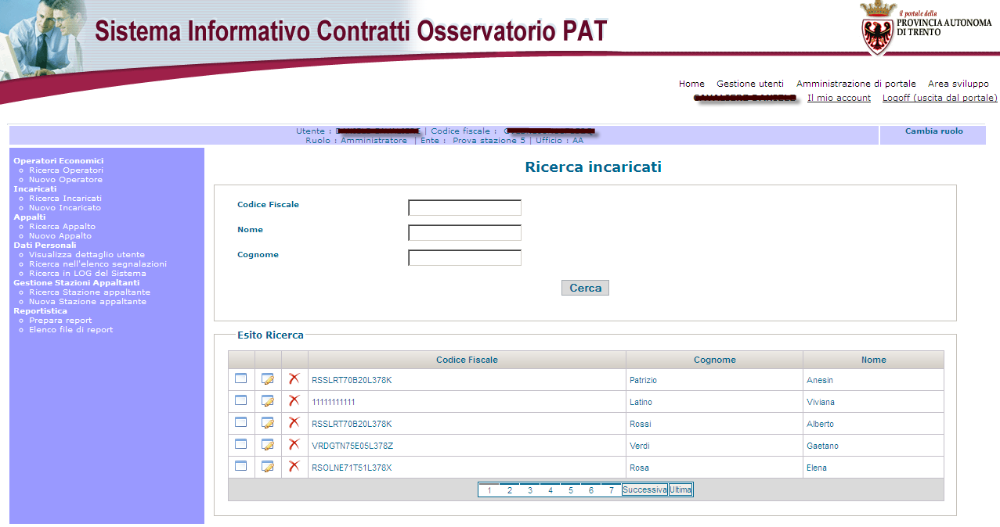 Sistema Informativo Contratti Osservatorio PAT
il portale della
PROVINCIA AUTONOMA
DI TRENTO
Home Gestione utenti Amministrazione di portale Area sviluppo
Il mio account Logoff (uscita dal portale)
Utente : | Codice fiscale :
Ruolo : Amministratore | Ente : Prova stazione 5 | Ufficio : AA
Cambia ruolo
Operatori Economici
Ricerca Operatori
Nuovo Operatore
Incaricati
Ricerca Incaricati
Nuovo Incaricato
Appalti
Ricerca Appalto
Nuovo Appalto
Dati Personali
Visualizza dettaglio utente
Ricerca nell'elenco segnalazioni
Ricerca in LOG del Sistema
Gestione Stazioni Appaltanti
Ricerca Stazione appaltante
Nuova Stazione appaltante
Reportistica
Prepara report
Elenco file di report
Ricerca incaricati
Codice Fiscale
Nome
Cognome
Cerca
Esito Ricerca
Codice Fiscale Cognome Nome
RSSLRT70B20L378K Patrizio Anesin
11111111111 Latino Viviana
RSSLRT70B20L378K Rossi Alberto
VRDGTN75E05L378Z Verdi Gaetano
RSOLNE71T51L378X Rosa Elena
1 2 3 4 5 6 7 Successiva Ultima